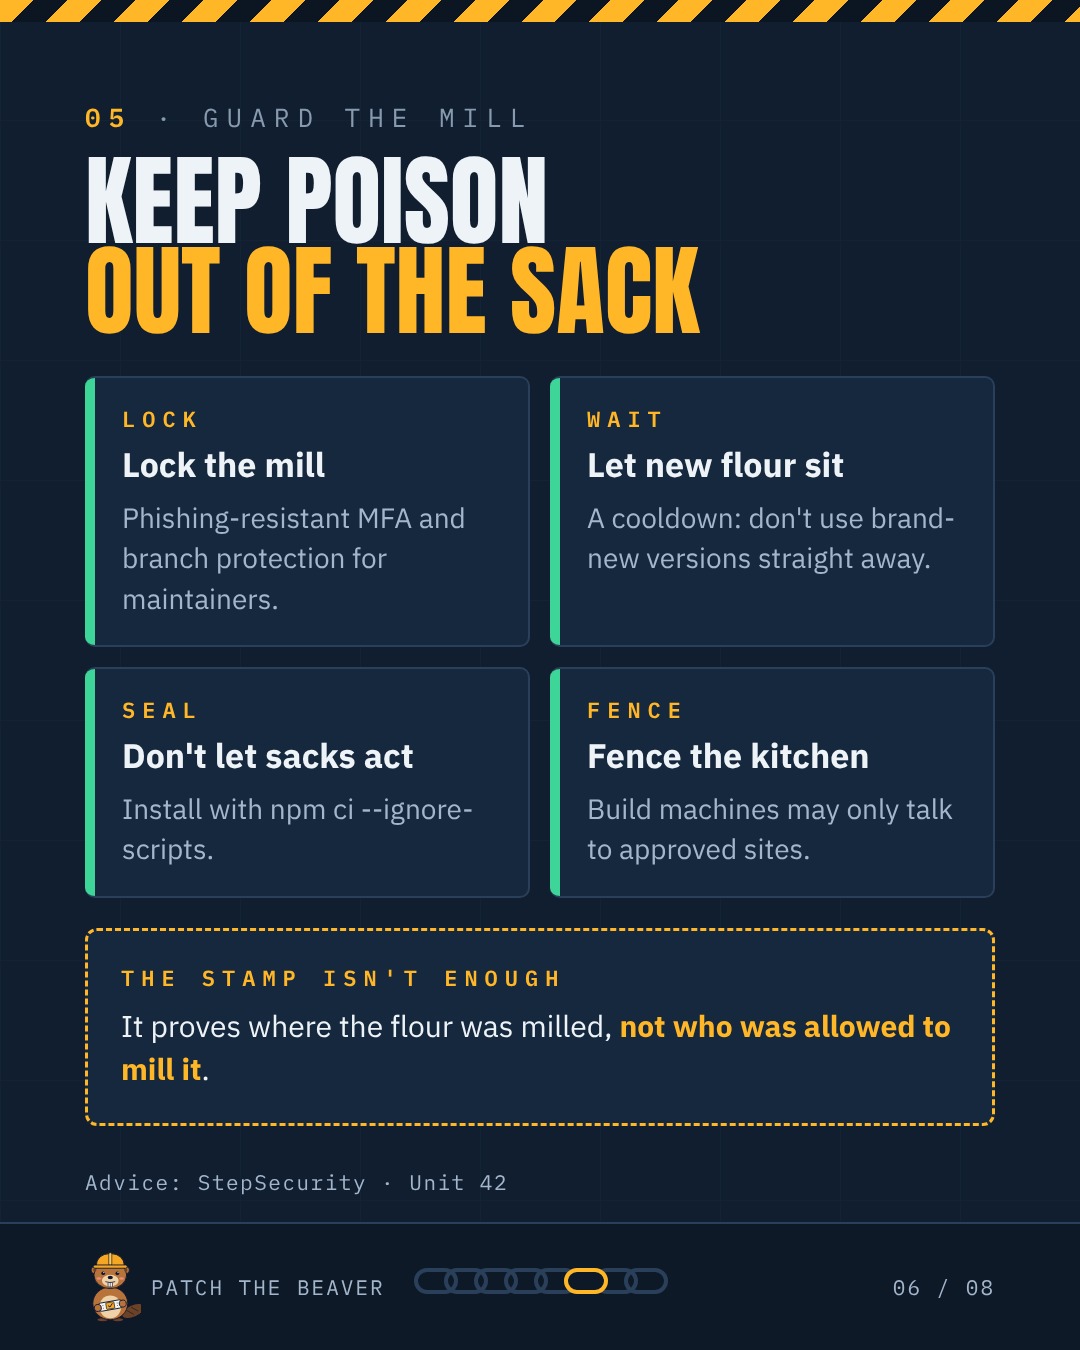 05 · GUARD THE MILL
KEEP POISON
OUT OF THE SACK
LOCK
Lock the mill
Phishing-resistant MFA and
branch protection for
maintainers.
WAIT
Let new flour sit
A cooldown: don't use brand-
new versions straight away.
SEAL
Don't let sacks act
Install with npm ci --ignore-
scripts.
FENCE
Fence the kitchen
Build machines may only talk
to approved sites.
THE STAMP ISN'T ENOUGH
It proves where the flour was milled, not who was allowed to
mill it.
Advice: StepSecurity · Unit 42
PATCH THE BEAVER
06 / 08